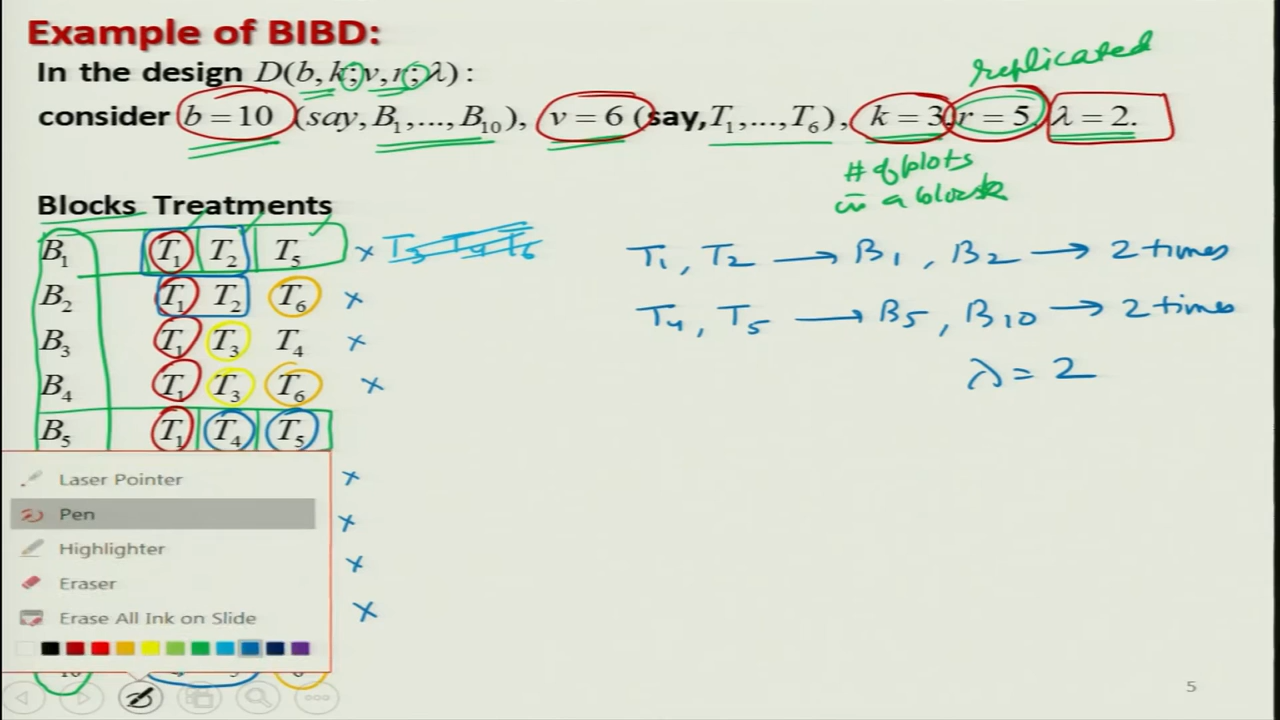 Example of BIBD:
In the design D(b, k; v, r; λ) :
replicated
consider b = 10 (say, B₁,..., B₁₀), v = 6 (say, T₁,..., T₆), k = 3, r = 5, λ = 2.
# of plots
in a block
Blocks Treatments
B₁ T₁ T₂ T₅ × T₃ T₄ T₆
T₁, T₂ → B₁, B₂ → 2 times
B₂ T₁ T₂ T₆ ×
T₄, T₅ → B₅, B₁₀ → 2 times
B₃ T₁ T₃ T₄ ×
λ = 2
B₄ T₁ T₃ T₆ ×
B₅ T₁ T₄ T₅
×
×
×
×
Laser Pointer
Pen
Highlighter
Eraser
Erase All Ink on Slide
5